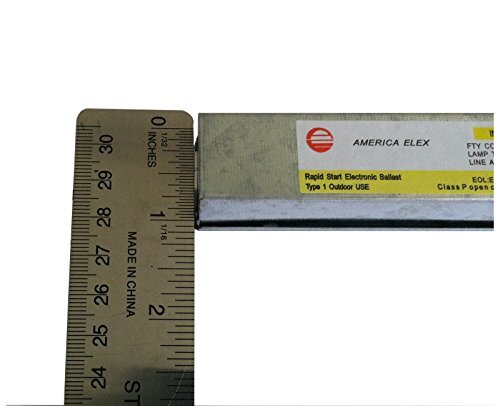 0 1/32
INCHES
1 1/16
2
30
29
28
27
26
25
24
MADE IN CHINA
ST
AMERICA ELEX
Rapid Start Electronic Ballast
Type 1 Outdoor USE
IN
FTY CO
LAMP T
LINE A
EOL:E
Class P open c